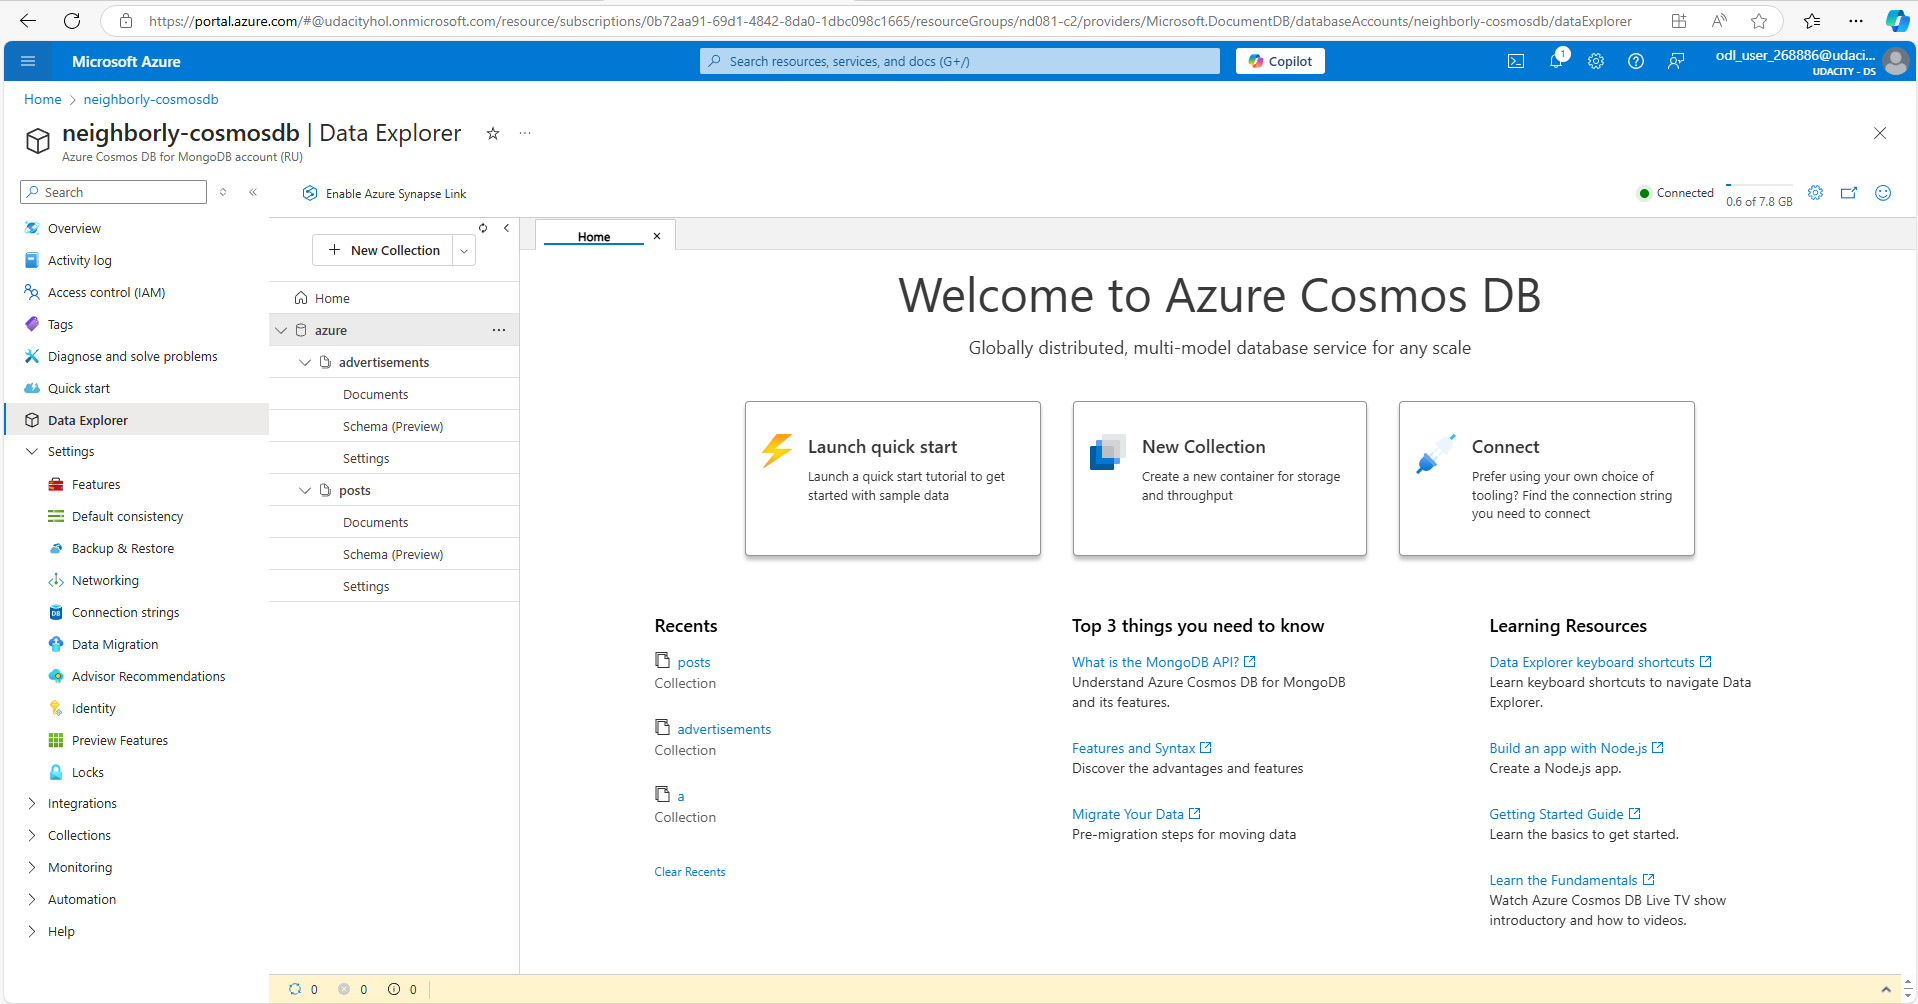 https://portal.azure.com/#@udacityhol.onmicrosoft.com/resource/subscriptions/0b72aa91-69d1-4842-8da0-1dbc098c1665/resourceGroups/nd081-c2/providers/Microsoft.DocumentDB/databaseAccounts/neighborly-cosmosdb/dataExplorer
Microsoft Azure
Search resources, services, and docs (G+/)
Copilot
1
odl_user_268886@udaci...
UDACITY - DS
Home > neighborly-cosmosdb
neighborly-cosmosdb | Data Explorer
Azure Cosmos DB for MongoDB account (RU)
Search
Overview
Activity log
Access control (IAM)
Tags
Diagnose and solve problems
Quick start
Data Explorer
Settings
Features
Default consistency
Backup & Restore
Networking
Connection strings
Data Migration
Advisor Recommendations
Identity
Preview Features
Locks
Integrations
Collections
Monitoring
Automation
Help
Enable Azure Synapse Link
Connected
0.6 of 7.8 GB
New Collection
Home
azure
advertisements
Documents
Schema (Preview)
Settings
posts
Documents
Schema (Preview)
Settings
Home
Welcome to Azure Cosmos DB
Globally distributed, multi-model database service for any scale
Launch quick start
Launch a quick start tutorial to get
started with sample data
New Collection
Create a new container for storage
and throughput
Connect
Prefer using your own choice of
tooling? Find the connection string
you need to connect
Recents
posts
Collection
advertisements
Collection
a
Collection
Clear Recents
Top 3 things you need to know
What is the MongoDB API?
Understand Azure Cosmos DB for MongoDB
and its features.
Features and Syntax
Discover the advantages and features
Migrate Your Data
Pre-migration steps for moving data
Learning Resources
Data Explorer keyboard shortcuts
Learn keyboard shortcuts to navigate Data
Explorer.
Build an app with Node.js
Create a Node.js app.
Getting Started Guide
Learn the basics to get started.
Learn the Fundamentals
Watch Azure Cosmos DB Live TV show
introductory and how to videos.
0 0 0